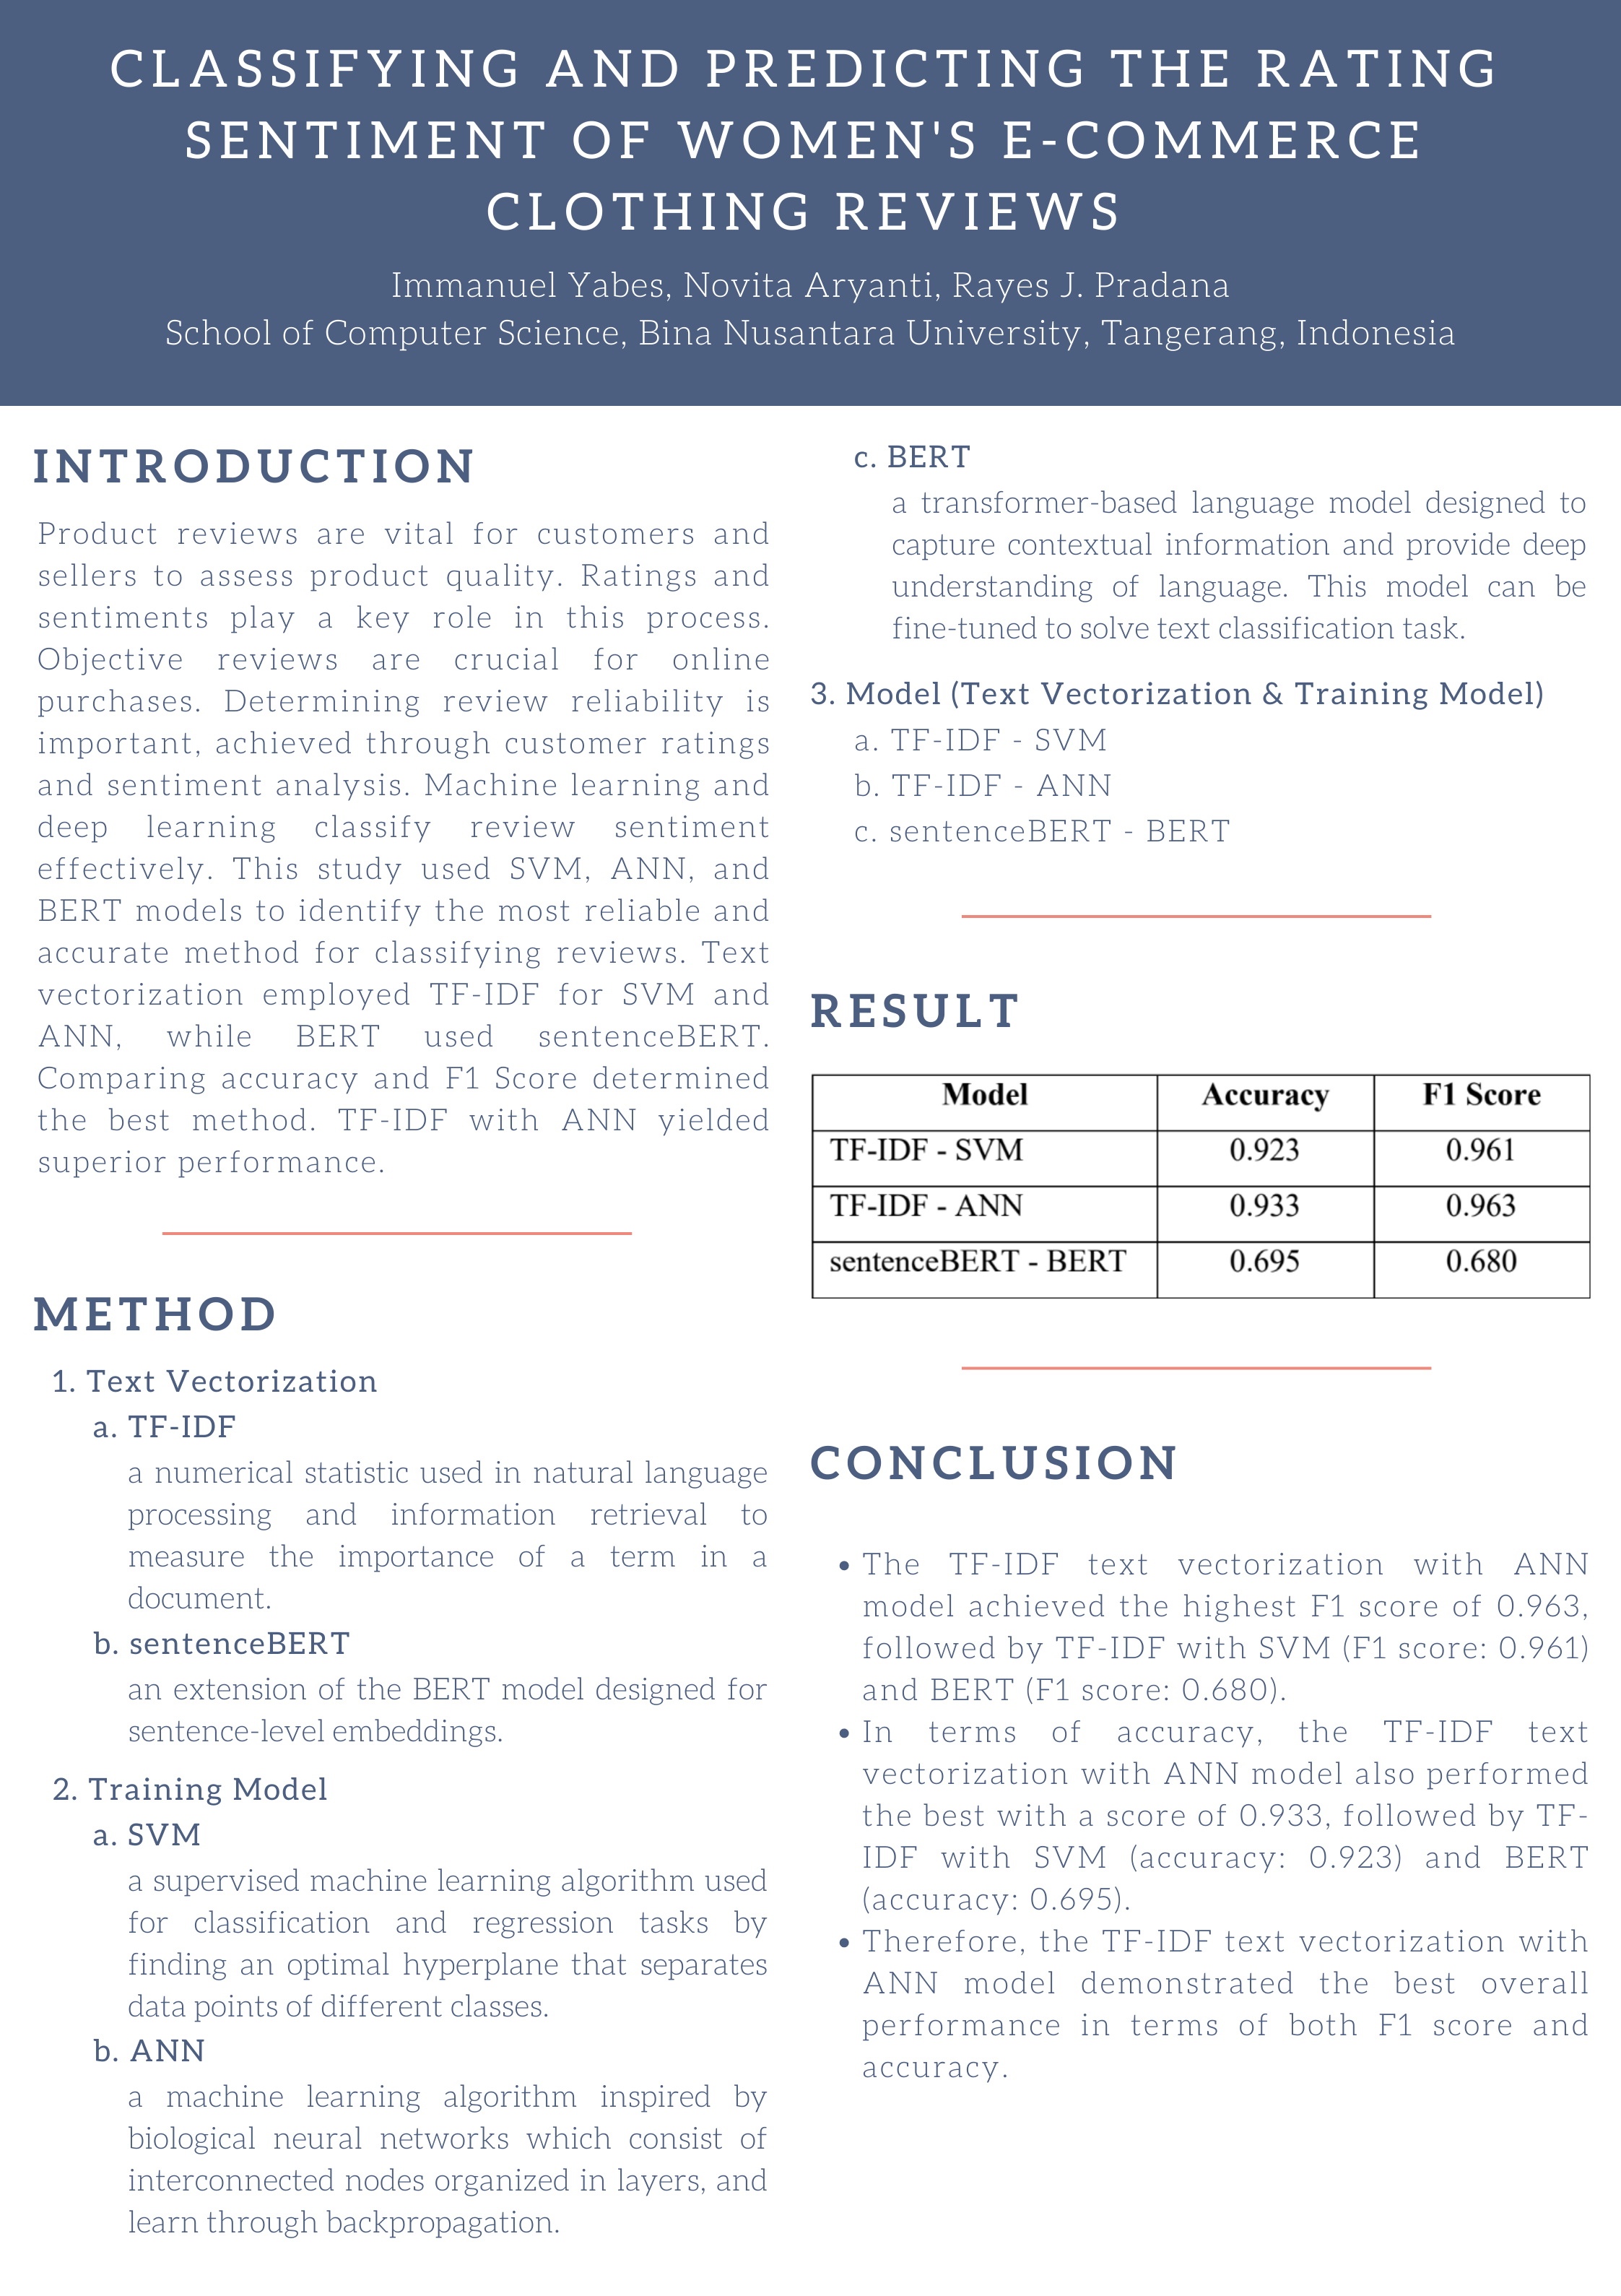 CLASSIFYING AND PREDICTING THE RATING
SENTIMENT OF WOMEN'S E-COMMERCE
CLOTHING REVIEWS
Immanuel Yabes, Novita Aryanti, Rayes J. Pradana
School of Computer Science, Bina Nusantara University, Tangerang, Indonesia
INTRODUCTION
Product reviews are vital for customers and
sellers to assess product quality. Ratings and
sentiments play a key role in this process.
Objective reviews are crucial for online
purchases. Determining review reliability is
important, achieved through customer ratings
and sentiment analysis. Machine learning and
deep learning classify review sentiment
effectively. This study used SVM, ANN, and
BERT models to identify the most reliable and
accurate method for classifying reviews. Text
vectorization employed TF-IDF for SVM and
ANN, while BERT used sentenceBERT.
Comparing accuracy and F1 Score determined
the best method. TF-IDF with ANN yielded
superior performance.
METHOD
1. Text Vectorization
a. TF-IDF
a numerical statistic used in natural language
processing and information retrieval to
measure the importance of a term in a
document.
b. sentenceBERT
an extension of the BERT model designed for
sentence-level embeddings.
2. Training Model
a. SVM
a supervised machine learning algorithm used
for classification and regression tasks by
finding an optimal hyperplane that separates
data points of different classes.
b. ANN
a machine learning algorithm inspired by
biological neural networks which consist of
interconnected nodes organized in layers, and
learn through backpropagation.
c. BERT
a transformer-based language model designed to
capture contextual information and provide deep
understanding of language. This model can be
fine-tuned to solve text classification task.
3. Model (Text Vectorization & Training Model)
a. TF-IDF - SVM
b. TF-IDF - ANN
c. sentenceBERT - BERT
RESULT
Model Accuracy F1 Score
TF-IDF - SVM 0.923 0.961
TF-IDF - ANN 0.933 0.963
sentenceBERT - BERT 0.695 0.680
CONCLUSION
• The TF-IDF text vectorization with ANN
model achieved the highest F1 score of 0.963,
followed by TF-IDF with SVM (F1 score: 0.961)
and BERT (F1 score: 0.680).
• In terms of accuracy, the TF-IDF text
vectorization with ANN model also performed
the best with a score of 0.933, followed by TF-
IDF with SVM (accuracy: 0.923) and BERT
(accuracy: 0.695).
• Therefore, the TF-IDF text vectorization with
ANN model demonstrated the best overall
performance in terms of both F1 score and
accuracy.